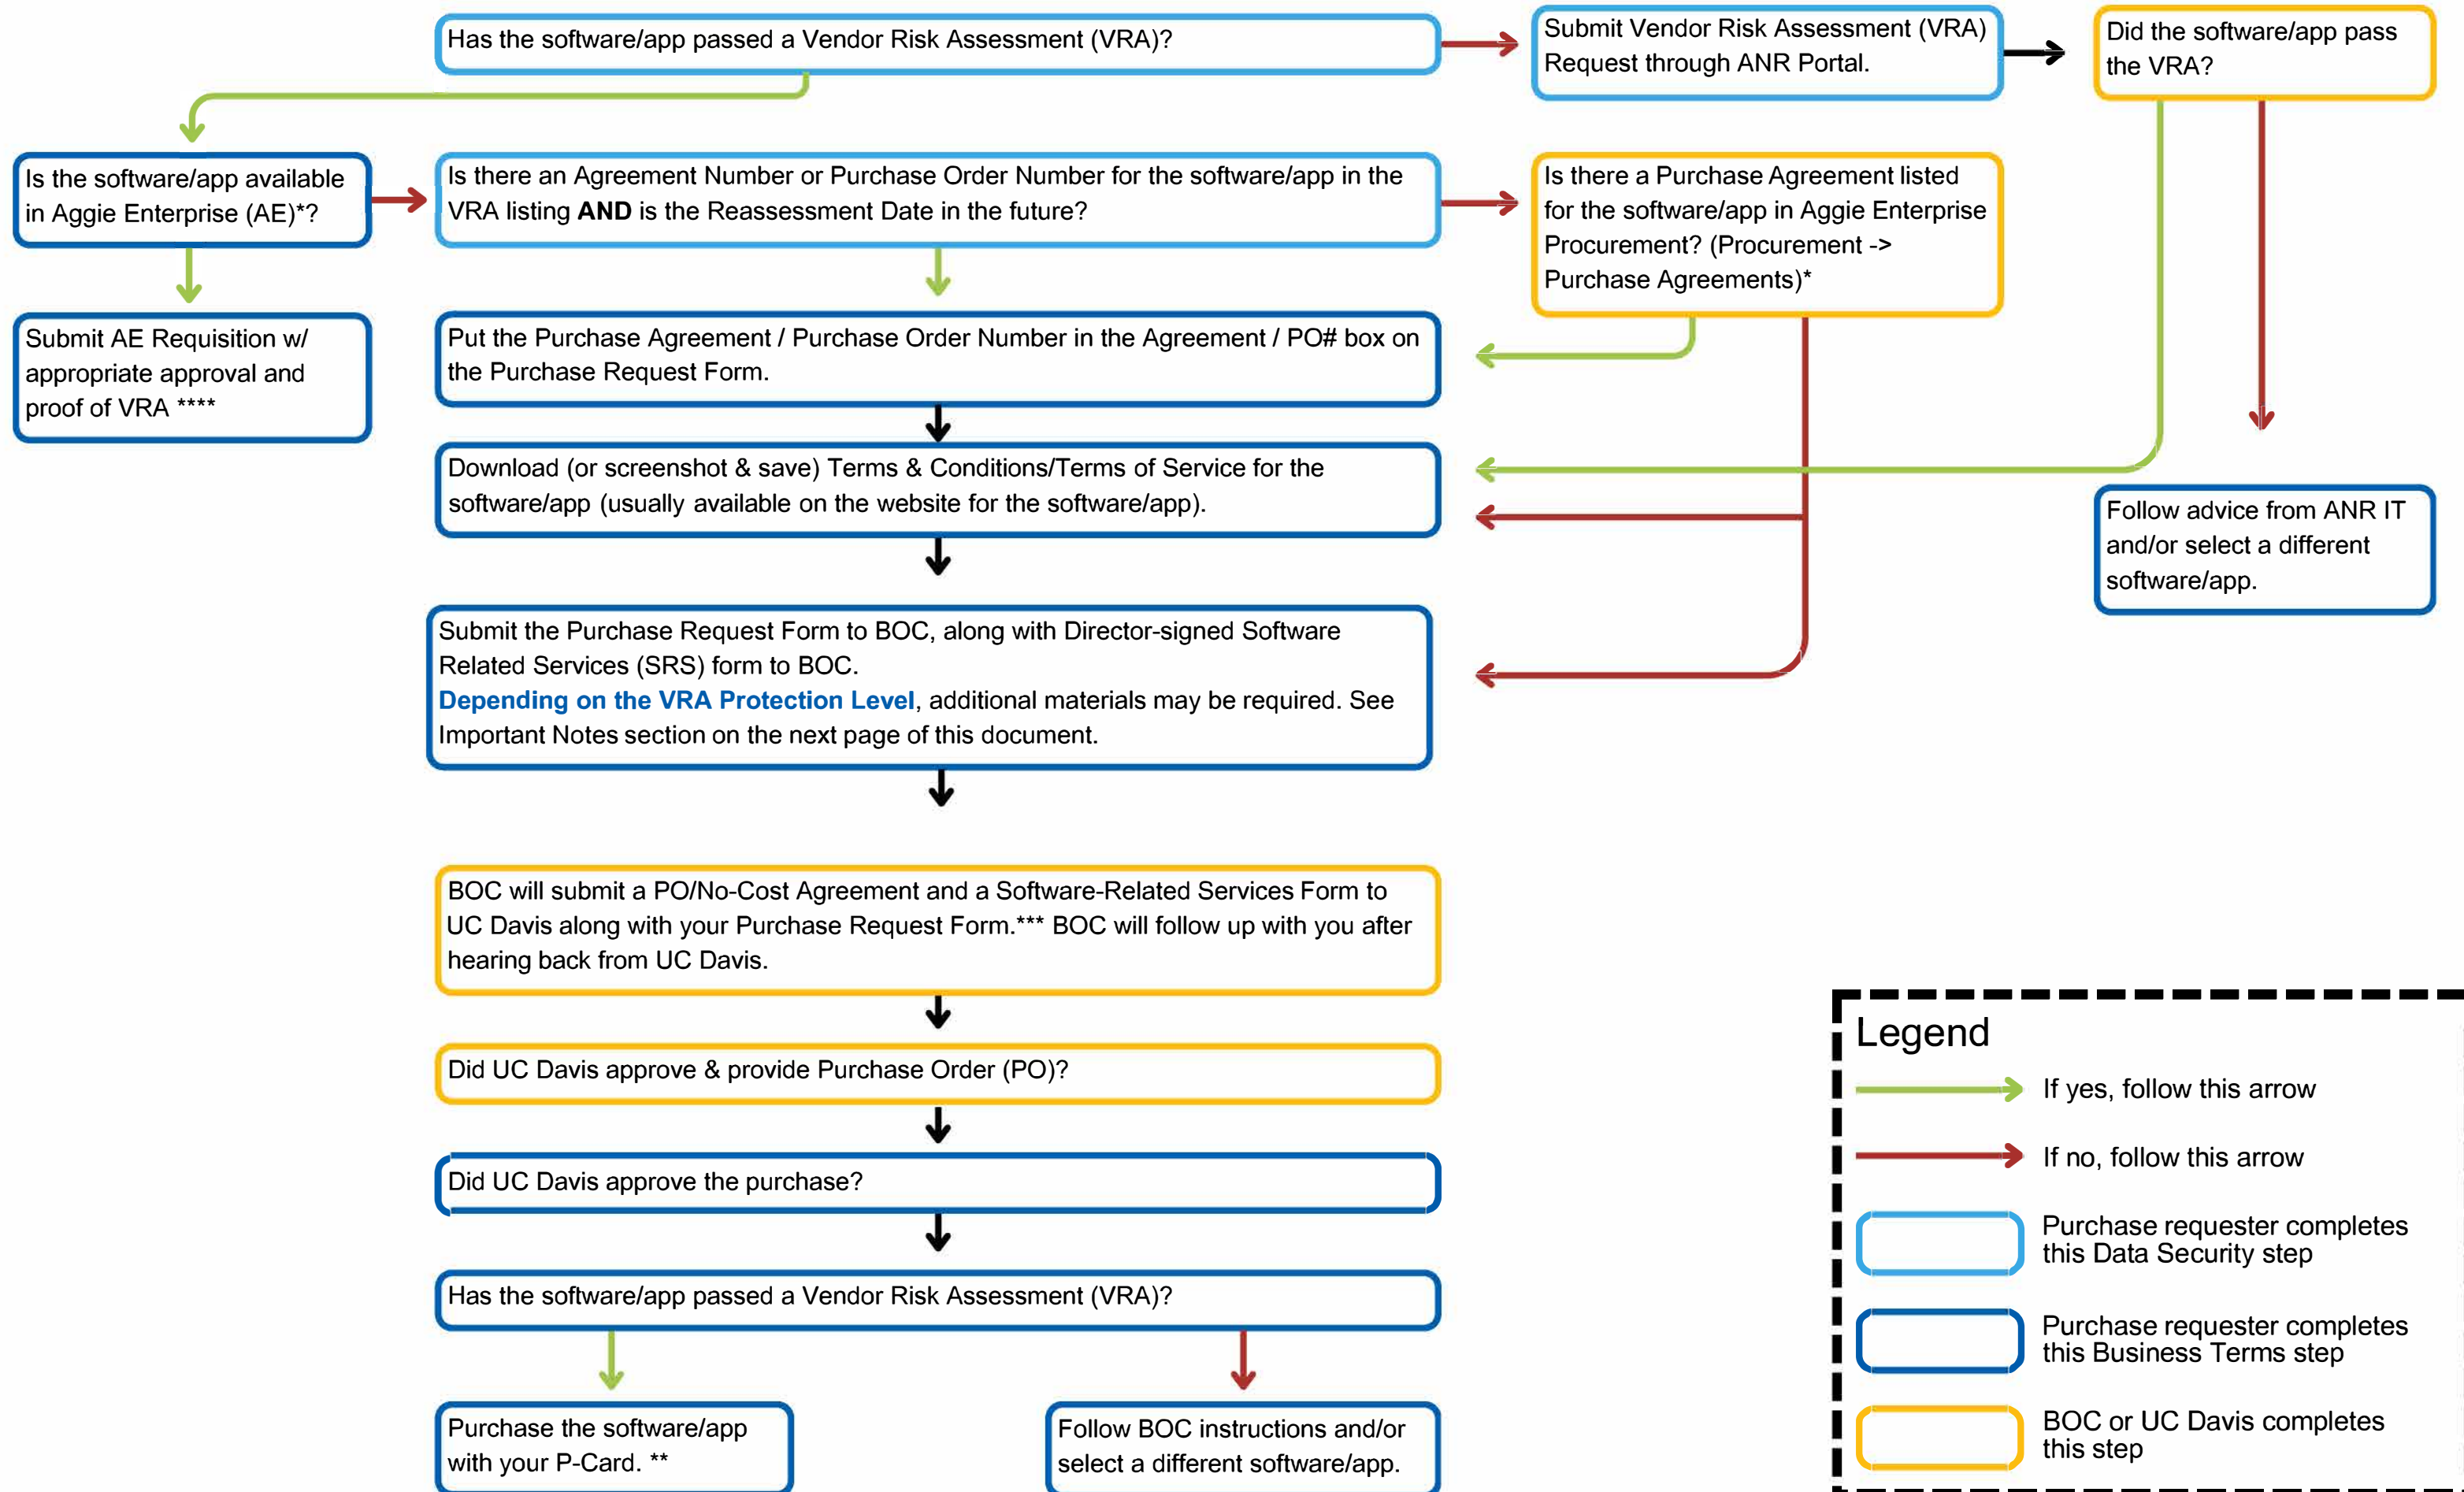 Has the software/app passed a Vendor Risk Assessment (VRA)?
Submit Vendor Risk Assessment (VRA)
Request through ANR Portal.
Did the software/app pass
the VRA?
Is the software/app available
in Aggie Enterprise (AE)*?
Is there an Agreement Number or Purchase Order Number for the software/app in the
VRA listing AND is the Reassessment Date in the future?
Is there a Purchase Agreement listed
for the software/app in Aggie Enterprise
Procurement? (Procurement ->
Purchase Agreements)*
Submit AE Requisition w/
appropriate approval and
proof of VRA ****
Put the Purchase Agreement / Purchase Order Number in the Agreement / PO# box on
the Purchase Request Form.
Download (or screenshot & save) Terms & Conditions/Terms of Service for the
software/app (usually available on the website for the software/app).
Follow advice from ANR IT
and/or select a different
software/app.
Submit the Purchase Request Form to BOC, along with Director-signed Software
Related Services (SRS) form to BOC.
Depending on the VRA Protection Level, additional materials may be required. See
Important Notes section on the next page of this document.
BOC will submit a PO/No-Cost Agreement and a Software-Related Services Form to
UC Davis along with your Purchase Request Form.*** BOC will follow up with you after
hearing back from UC Davis.
Did UC Davis approve & provide Purchase Order (PO)?
Did UC Davis approve the purchase?
Has the software/app passed a Vendor Risk Assessment (VRA)?
Purchase the software/app
with your P-Card. **
Follow BOC instructions and/or
select a different software/app.
Legend
If yes, follow this arrow
If no, follow this arrow
Purchase requester completes
this Data Security step
Purchase requester completes
this Business Terms step
BOC or UC Davis completes
this step